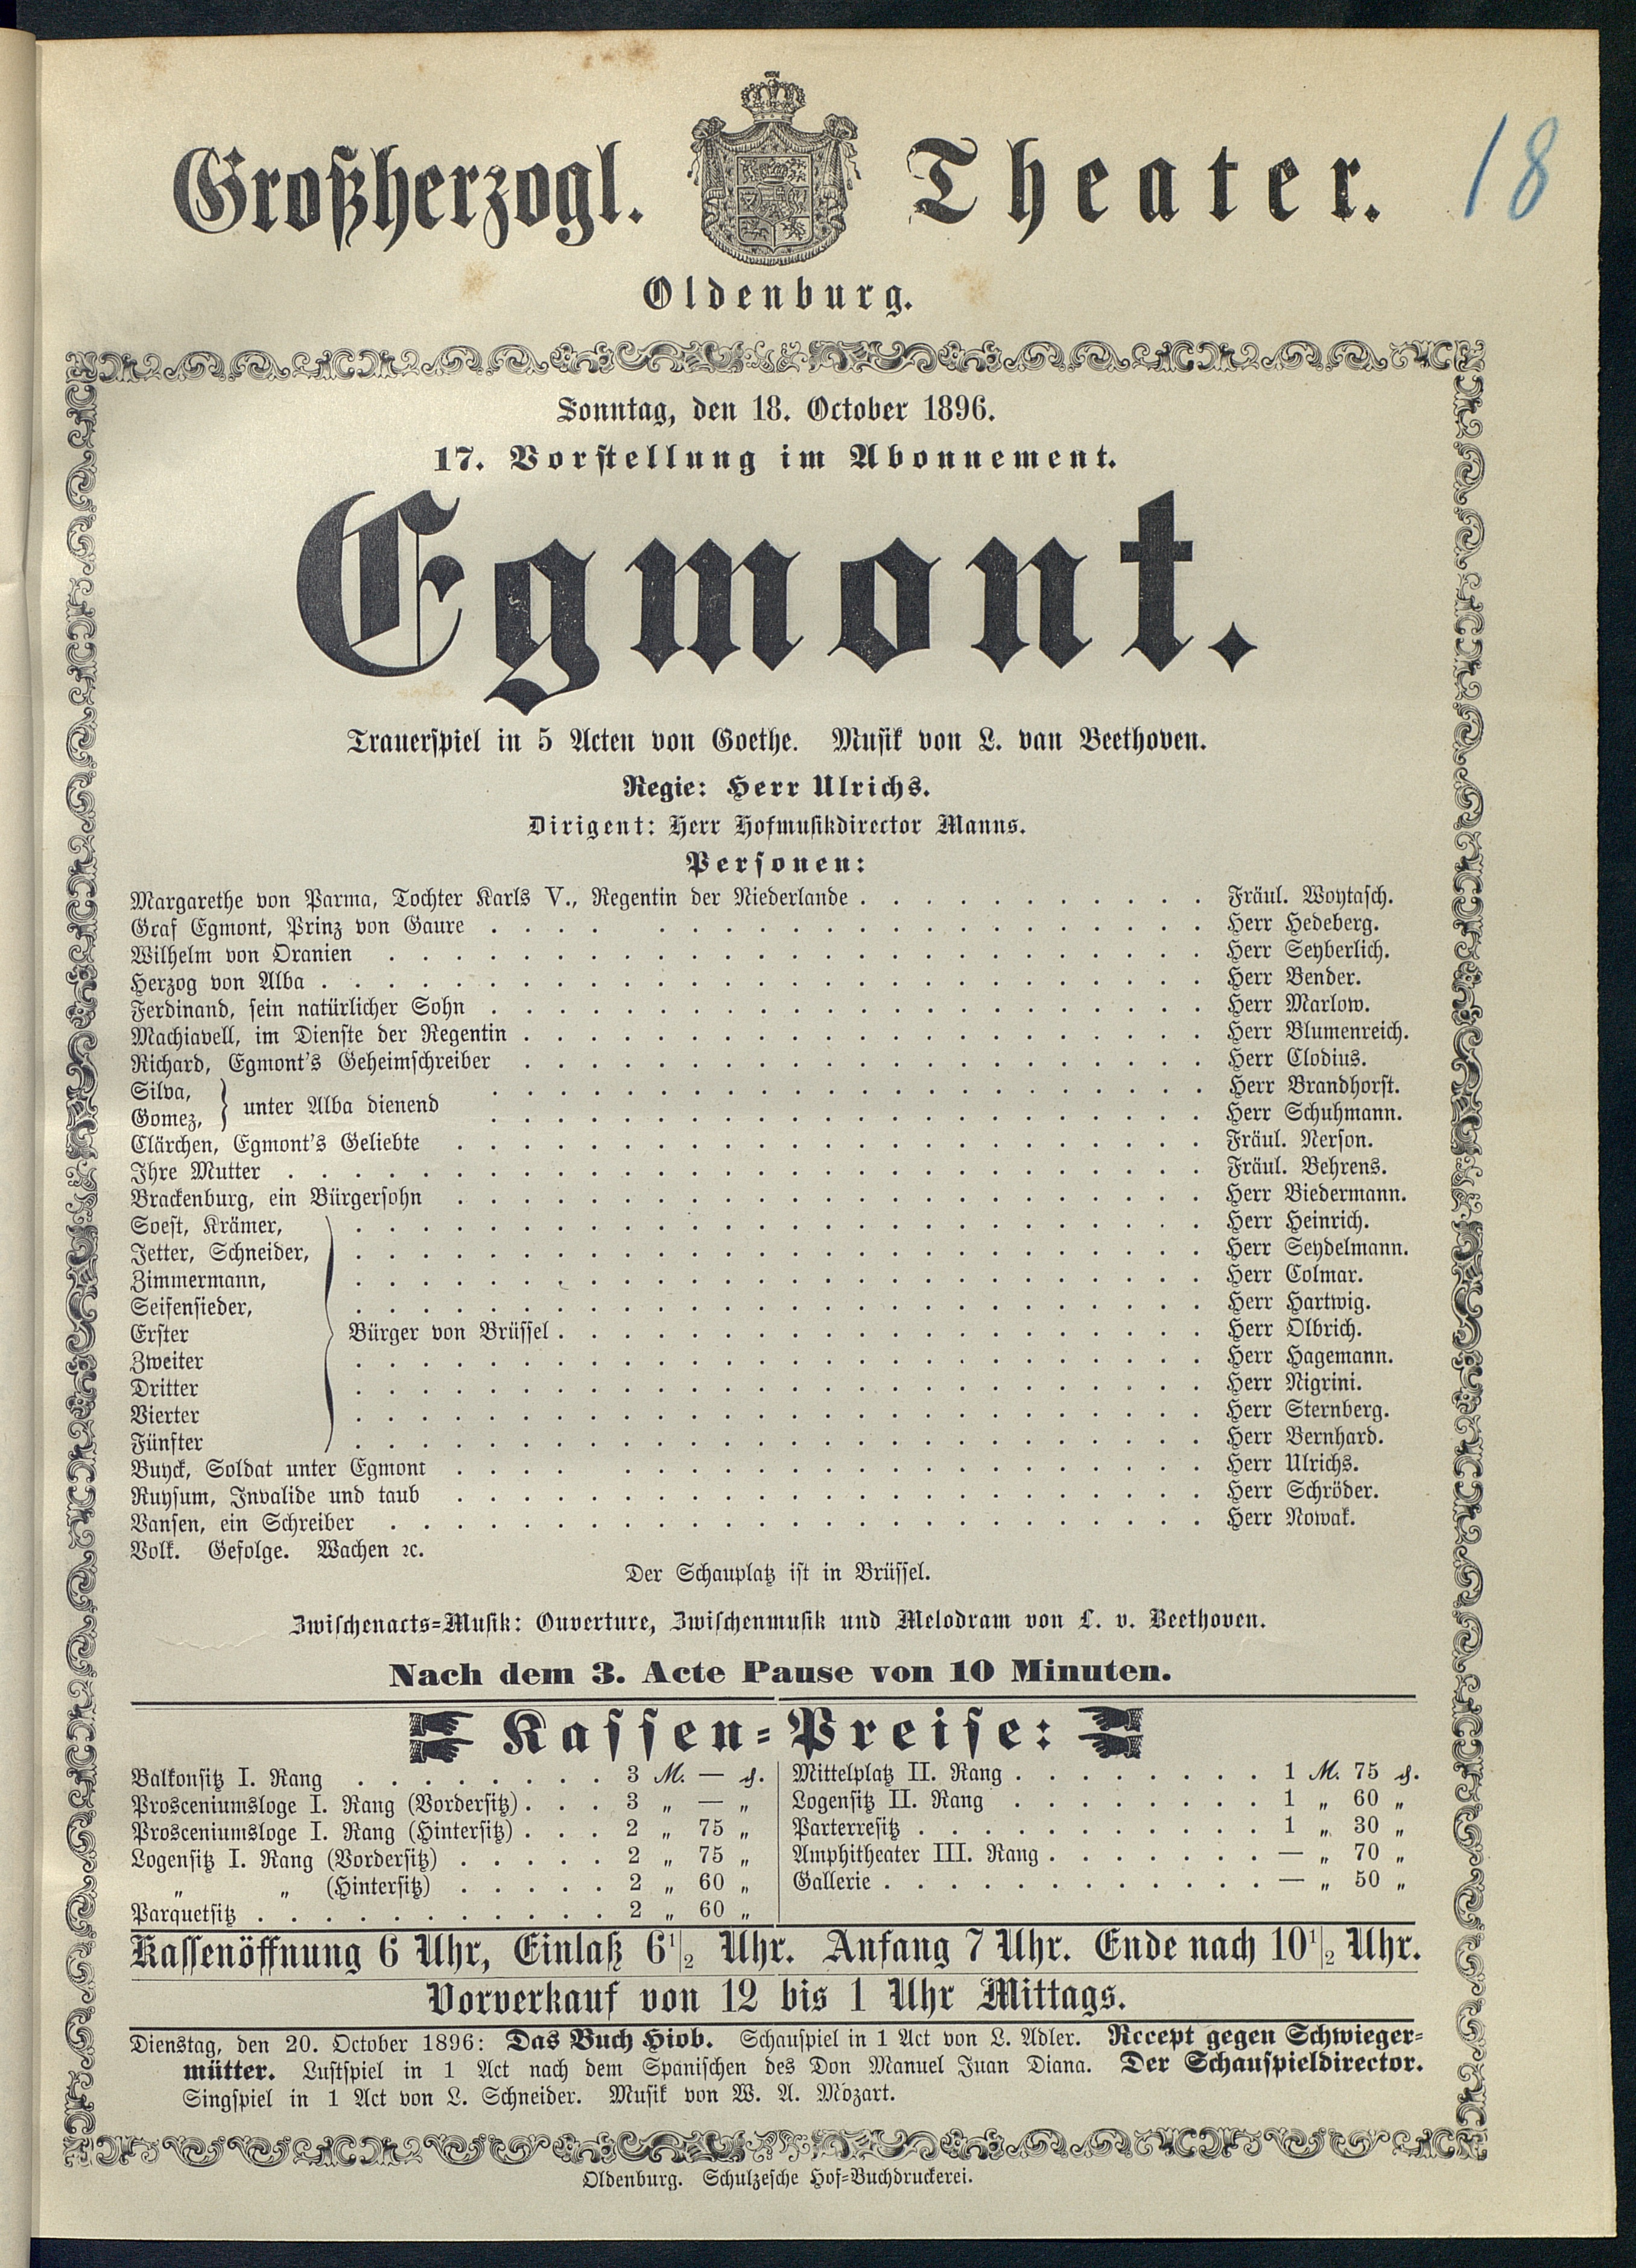 Großherzogl. Theater.
18
Oldenburg.
Sonntag, den 18. October 1896.
17. Vorstellung im Abonnement.
Egmont.
Trauerspiel in 5 Acten von Goethe. Musik von L. van Beethoven.
Regie: Herr Ulrichs.
Dirigent: Herr Hofmusikdirector Manns.
Personen:
Margarethe von Parma, Tochter Karls V., Regentin der Niederlande . . . . . . . . . . . Fräul. Woytasch.
Graf Egmont, Prinz von Gaure . . . . . . . . . . . Herr Hedeberg.
Wilhelm von Oranien . . . . . . . . . . . Herr Seyberlich.
Herzog von Alba . . . . . . . . . . . Herr Bender.
Ferdinand, sein natürlicher Sohn . . . . . . . . . . . Herr Marlow.
Machiavell, im Dienste der Regentin . . . . . . . . . . . Herr Blumenreich.
Richard, Egmont's Geheimschreiber . . . . . . . . . . . Herr Clodius.
Silva, . . . . . . . . . . . Herr Brandhorst.
unter Alba dienend
Gomez, . . . . . . . . . . . Herr Schuhmann.
Clärchen, Egmont's Geliebte . . . . . . . . . . . Fräul. Nerson.
Ihre Mutter . . . . . . . . . . . Fräul. Behrens.
Brackenburg, ein Bürgersohn . . . . . . . . . . . Herr Biedermann.
Soest, Krämer, . . . . . . . . . . . Herr Heinrich.
Jetter, Schneider, . . . . . . . . . . . Herr Seydelmann.
Zimmermann, . . . . . . . . . . . Herr Colmar.
Seifensieder, . . . . . . . . . . . Herr Hartwig.
Erster Bürger von Brüssel . . . . . . . . . . . Herr Olbrich.
Zweiter . . . . . . . . . . . Herr Hagemann.
Dritter . . . . . . . . . . . Herr Nigrini.
Vierter . . . . . . . . . . . Herr Sternberg.
Fünfter . . . . . . . . . . . Herr Bernhard.
Buyck, Soldat unter Egmont . . . . . . . . . . . Herr Ulrichs.
Ruysum, Invalide und taub . . . . . . . . . . . Herr Schröder.
Vansen, ein Schreiber . . . . . . . . . . . Herr Nowak.
Volk. Gefolge. Wachen ꝛc.
Der Schauplatz ist in Brüssel.
Zwischenacts-Musik: Ouverture, Zwischenmusik und Melodram von L. v. Beethoven.
Nach dem 3. Acte Pause von 10 Minuten.
Kassen-Preise:
Balkonsitz I. Rang . . . . . . . . 3 M. — ₰.
Prosceniumsloge I. Rang (Vordersitz) . . . 3 „ — „
Prosceniumsloge I. Rang (Hintersitz) . . . 2 „ 75 „
Logensitz I. Rang (Vordersitz) . . . . . 2 „ 75 „
„ „ (Hintersitz) . . . . . 2 „ 60 „
Parquetsitz . . . . . . . . . . . 2 „ 60 „
Mittelplatz II. Rang . . . . . . . . 1 M. 75 ₰.
Logensitz II. Rang . . . . . . . . 1 „ 60 „
Parterresitz . . . . . . . . . . . 1 „ 30 „
Amphitheater III. Rang . . . . . . . — „ 70 „
Gallerie . . . . . . . . . . . . — „ 50 „
Kassenöffnung 6 Uhr, Einlaß 6 1/2 Uhr. Anfang 7 Uhr. Ende nach 10 1/2 Uhr.
Vorverkauf von 12 bis 1 Uhr Mittags.
Dienstag, den 20. October 1896: Das Buch Hiob. Schauspiel in 1 Act von L. Adler. Recept gegen Schwieger-
mütter. Lustspiel in 1 Act nach dem Spanischen des Don Manuel Juan Diana. Der Schauspieldirector.
Singspiel in 1 Act von L. Schneider. Musik von W. A. Mozart.
Oldenburg. Schulzesche Hof-Buchdruckerei.